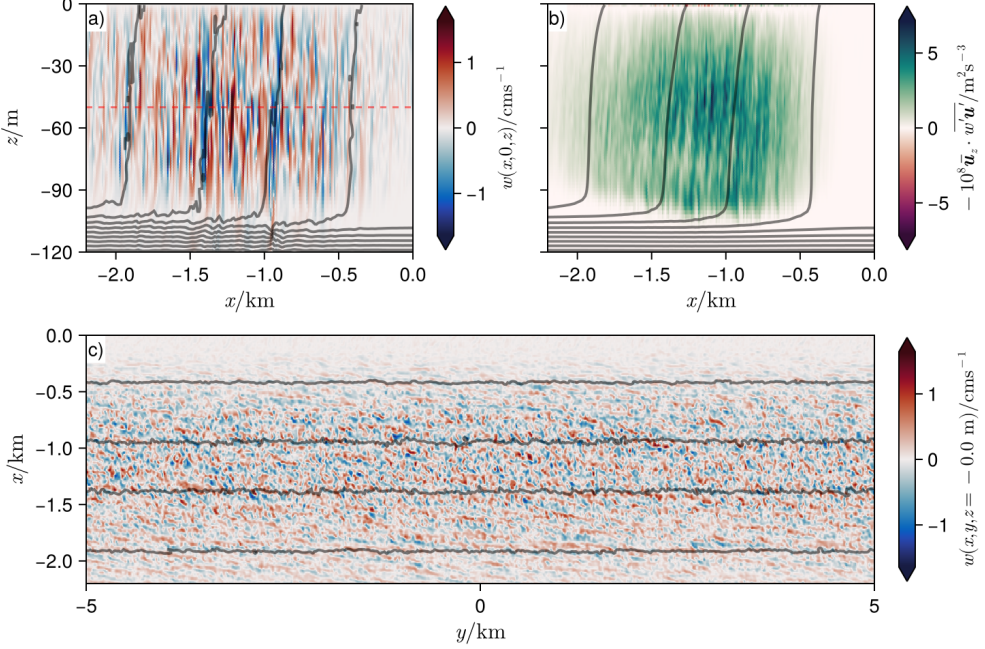 a)
0
−30
−60
−90
−120
z/m
−2.0 −1.5 −1.0 −0.5 0.0
x/km
1
0
−1
w(x,0,z)/cms⁻¹
b)
−2.0 −1.5 −1.0 −0.5 0.0
x/km
5
0
−5
− 10⁸ū_z · w′u′/m²s⁻³
c)
0.0
−0.5
−1.0
−1.5
−2.0
x/km
−5 0 5
y/km
1
0
−1
w(x,y,z= − 0.0 m)/cms⁻¹